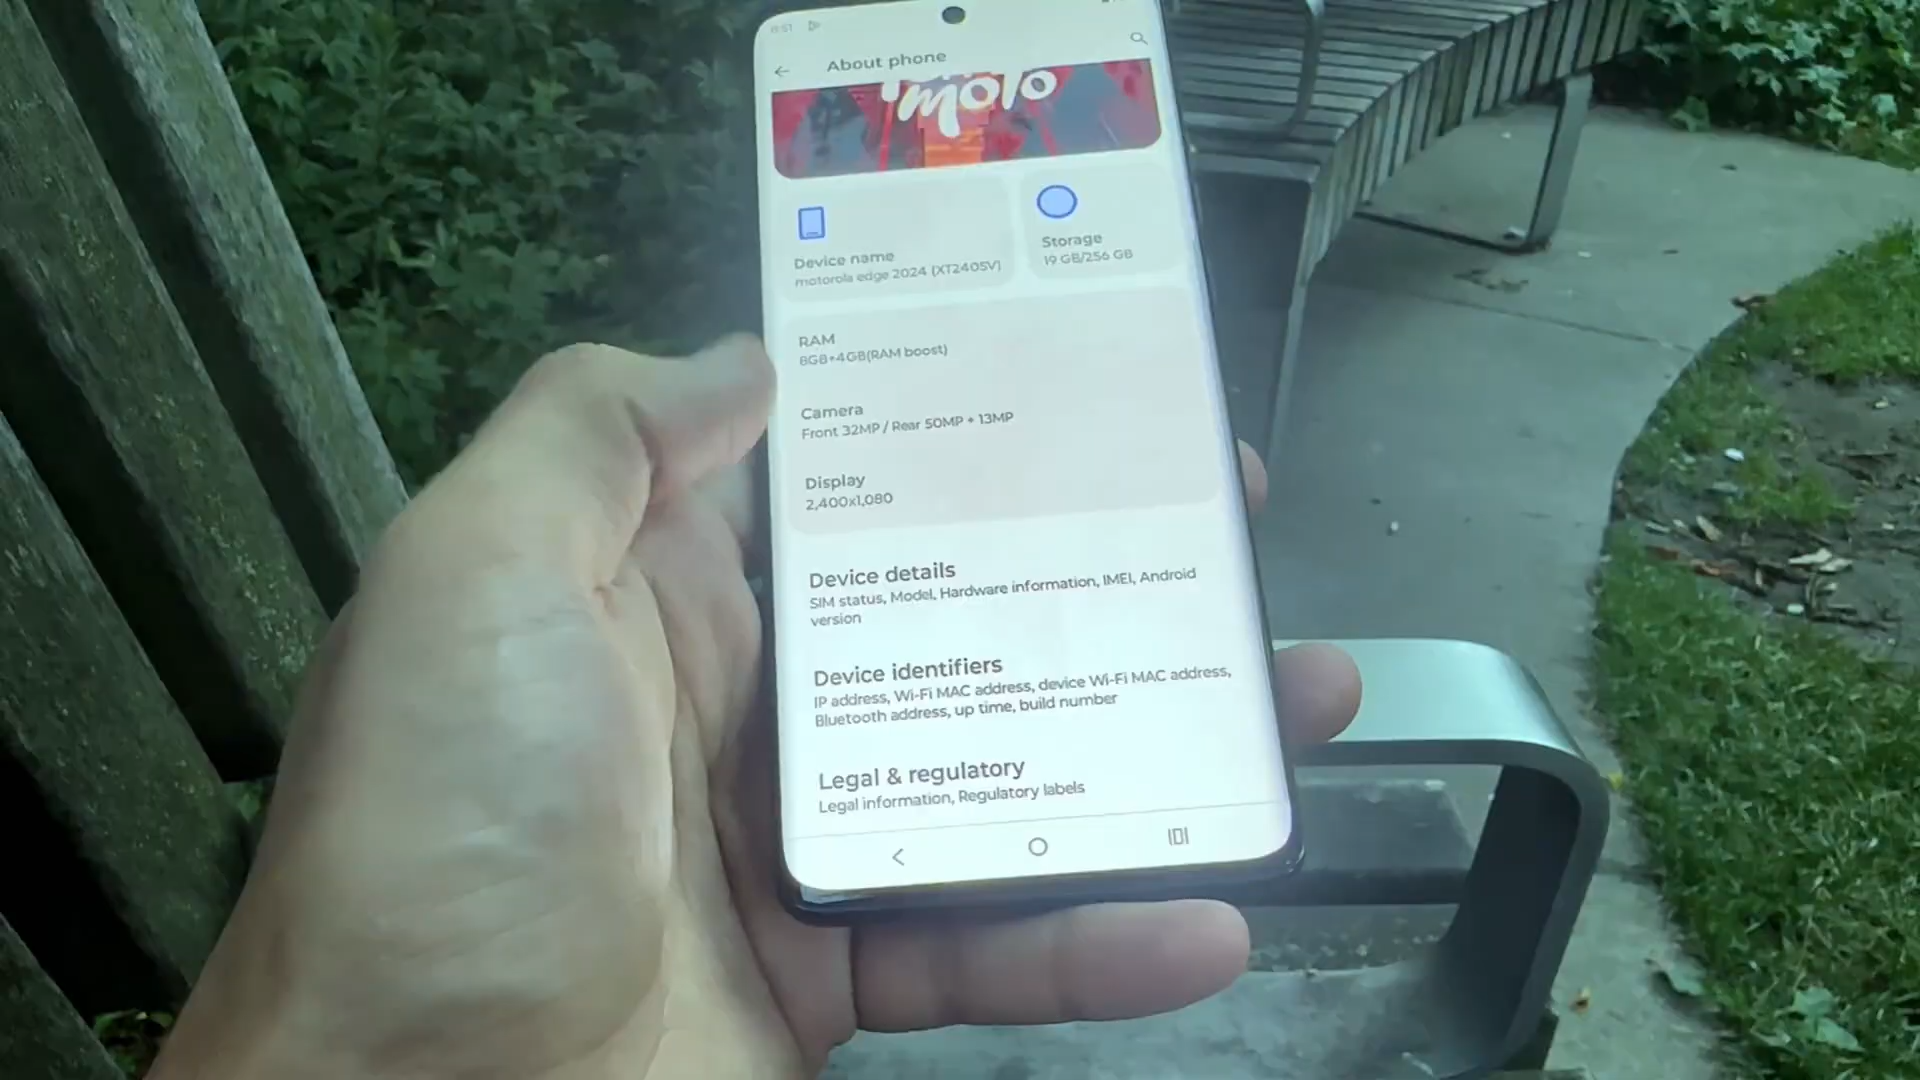 11:51
About phone
moto
Device name
motorola edge 2024 (XT2405V)
Storage
19 GB/256 GB
RAM
8GB+4GB(RAM boost)
Camera
Front 32MP / Rear 50MP + 13MP
Display
2,400x1,080
Device details
SIM status, Model, Hardware information, IMEI, Android
version
Device identifiers
IP address, Wi-Fi MAC address, device Wi-Fi MAC address,
Bluetooth address, up time, build number
Legal & regulatory
Legal information, Regulatory labels